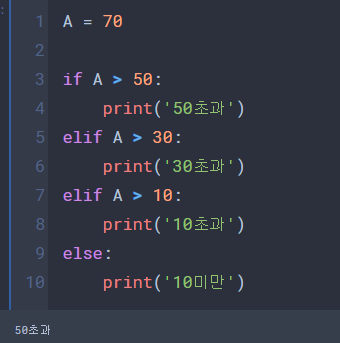 1 A = 70
2
3 if A > 50:
4     print('50초과')
5 elif A > 30:
6     print('30초과')
7 elif A > 10:
8     print('10초과')
9 else:
10     print('10미만')
50초과